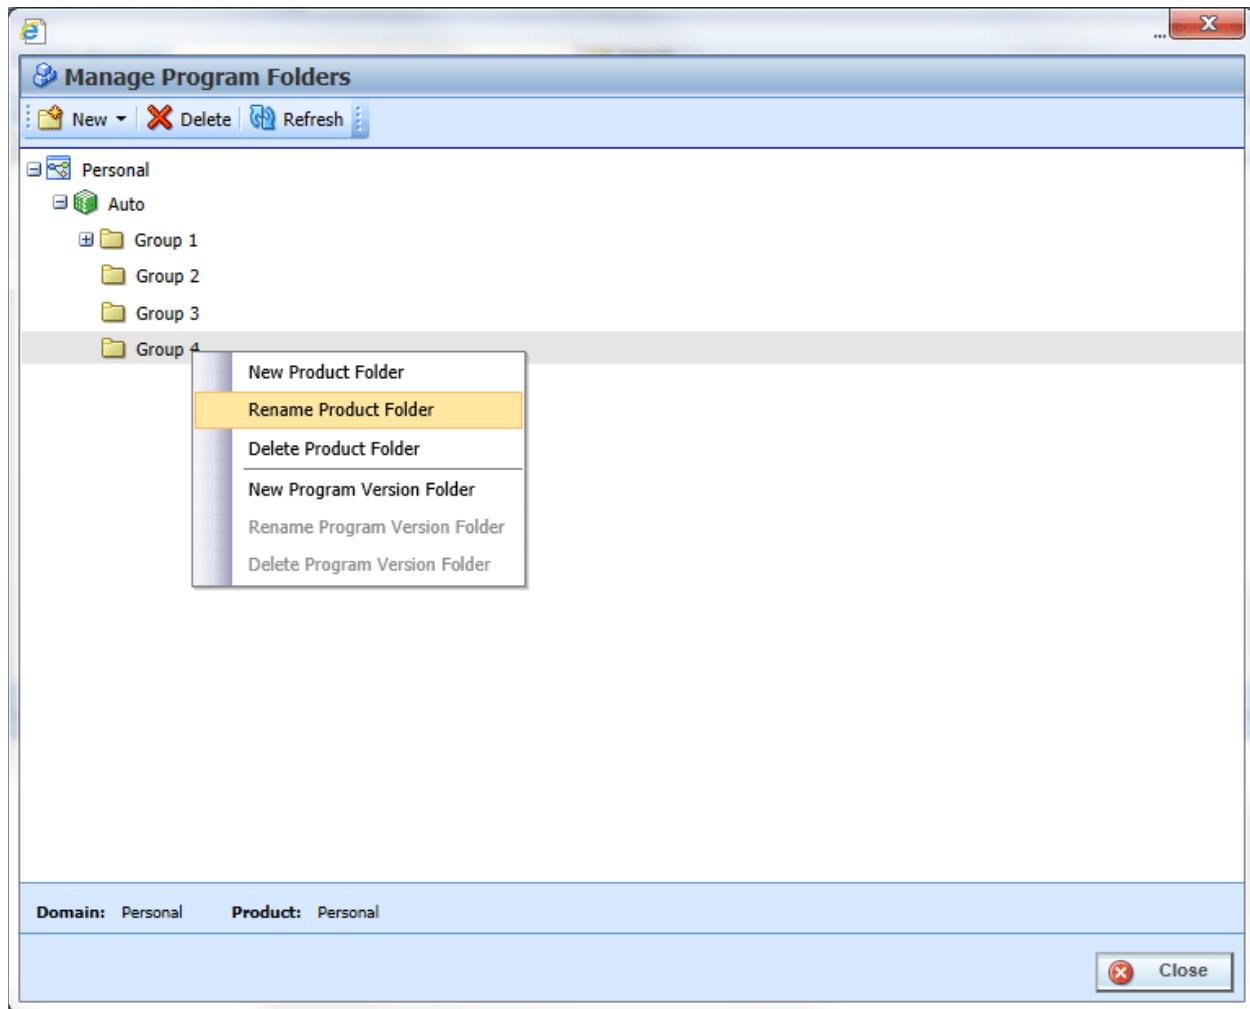 ...
Manage Program Folders
New Delete Refresh
Personal
Auto
Group 1
Group 2
Group 3
Group 4
New Product Folder
Rename Product Folder
Delete Product Folder
New Program Version Folder
Rename Program Version Folder
Delete Program Version Folder
Domain: Personal Product: Personal
Close